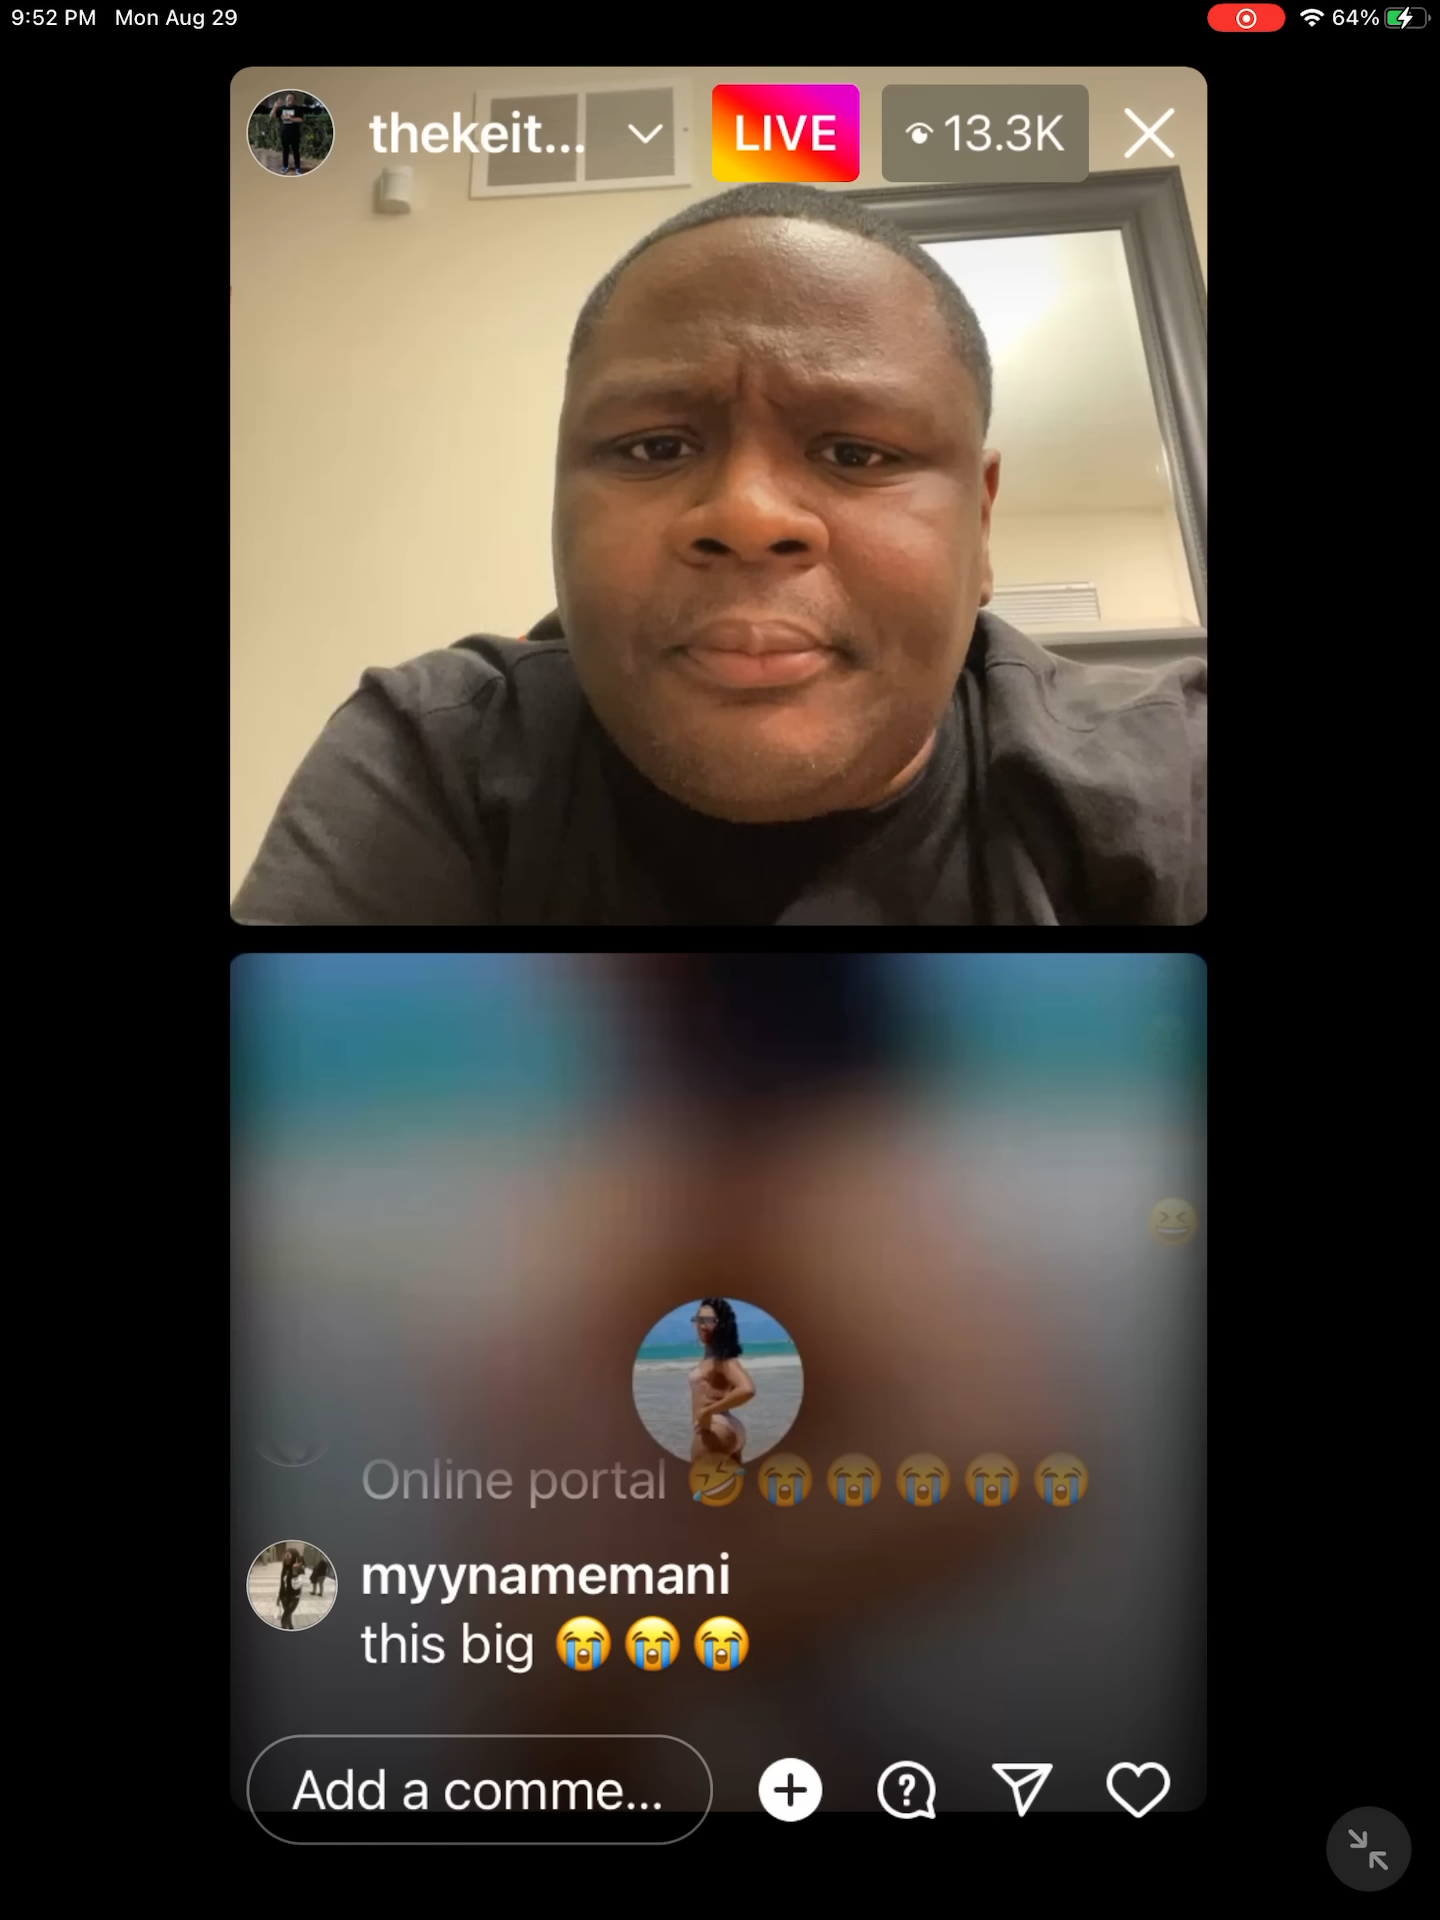 9:52 PM Mon Aug 29
64%
thekeit... LIVE 13.3K
Online portal 🤣😭😭😭😭😭
myynamemani
this big 😭😭😭
Add a comme...